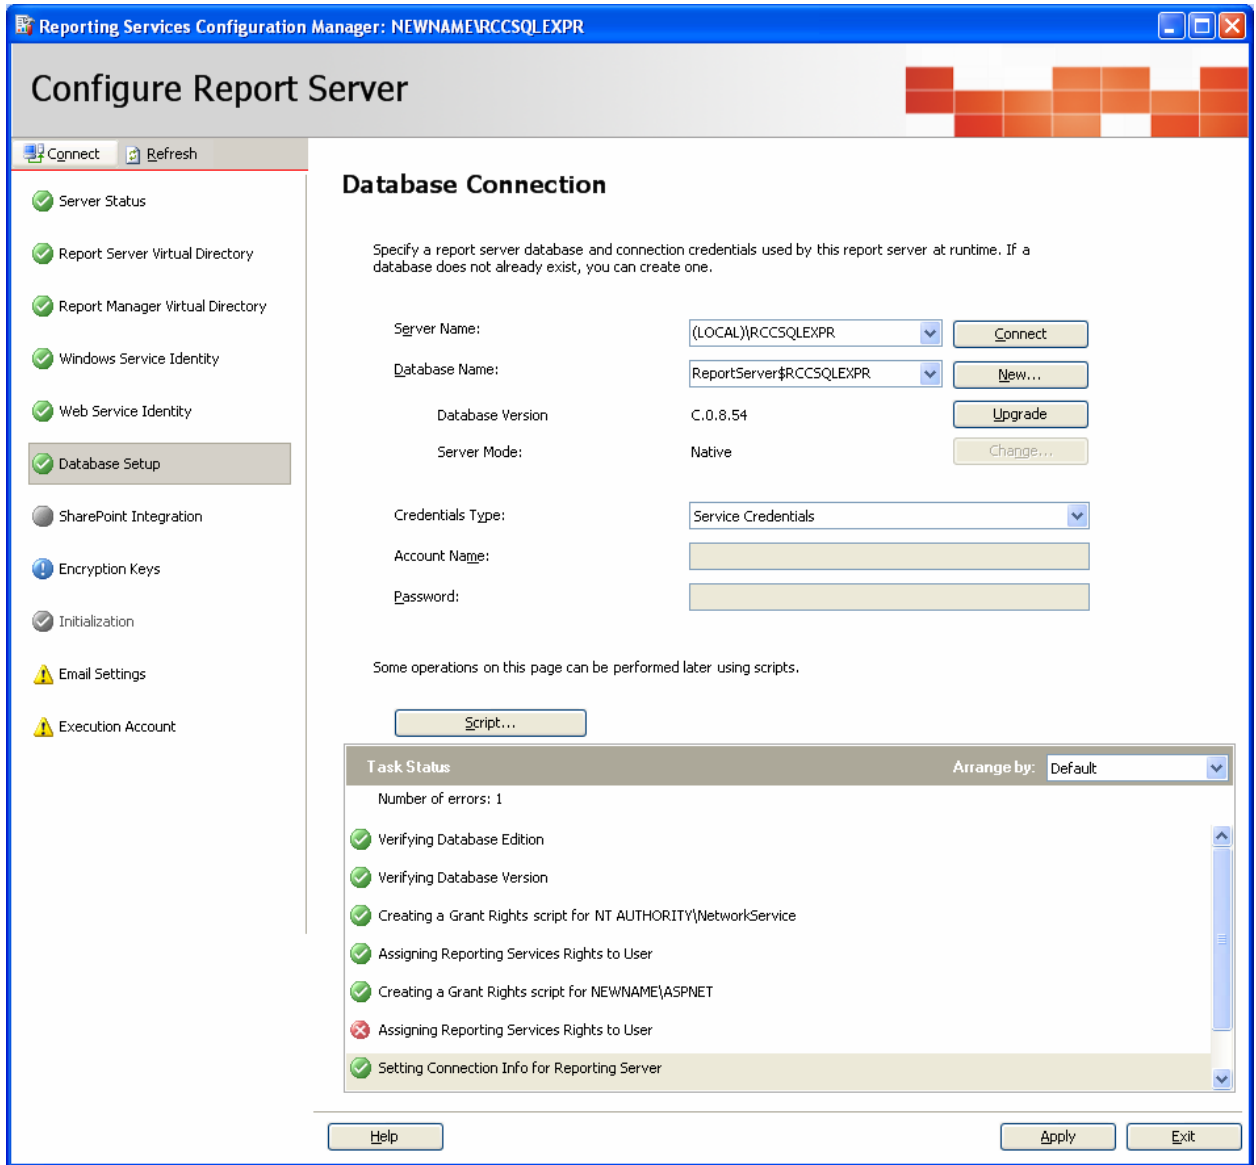 Reporting Services Configuration Manager: NEWNAME\RCCSQLEXPR
Configure Report Server
Connect Refresh
Server Status
Report Server Virtual Directory
Report Manager Virtual Directory
Windows Service Identity
Web Service Identity
Database Setup
SharePoint Integration
Encryption Keys
Initialization
Email Settings
Execution Account
Database Connection
Specify a report server database and connection credentials used by this report server at runtime. If a
database does not already exist, you can create one.
Server Name: (LOCAL)\RCCSQLEXPR Connect
Database Name: ReportServer$RCCSQLEXPR New...
Database Version C.0.8.54 Upgrade
Server Mode: Native Change...
Credentials Type: Service Credentials
Account Name:
Password:
Some operations on this page can be performed later using scripts.
Script...
Task Status Arrange by: Default
Number of errors: 1
Verifying Database Edition
Verifying Database Version
Creating a Grant Rights script for NT AUTHORITY\NetworkService
Assigning Reporting Services Rights to User
Creating a Grant Rights script for NEWNAME\ASPNET
Assigning Reporting Services Rights to User
Setting Connection Info for Reporting Server
Help Apply Exit